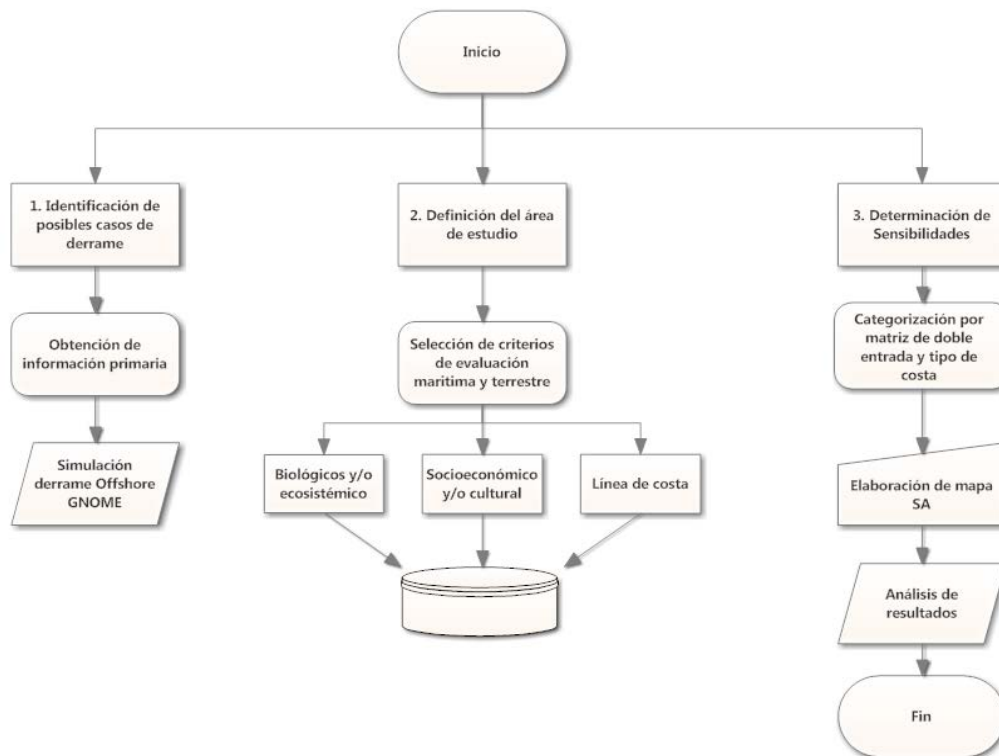 Inicio
1. Identificación de
posibles casos de
derrame
2. Definición del área
de estudio
3. Determinación de
Sensibilidades
Obtención de
información primaria
Selección de criterios
de evaluación
maritima y terrestre
Categorización por
matriz de doble
entrada y tipo de
costa
Simulación
derrame Offshore
GNOME
Biológicos y/o
ecosistémico
Socioeconómico
y/o cultural
Línea de costa
Elaboración de mapa
SA
Análisis de
resultados
Fin